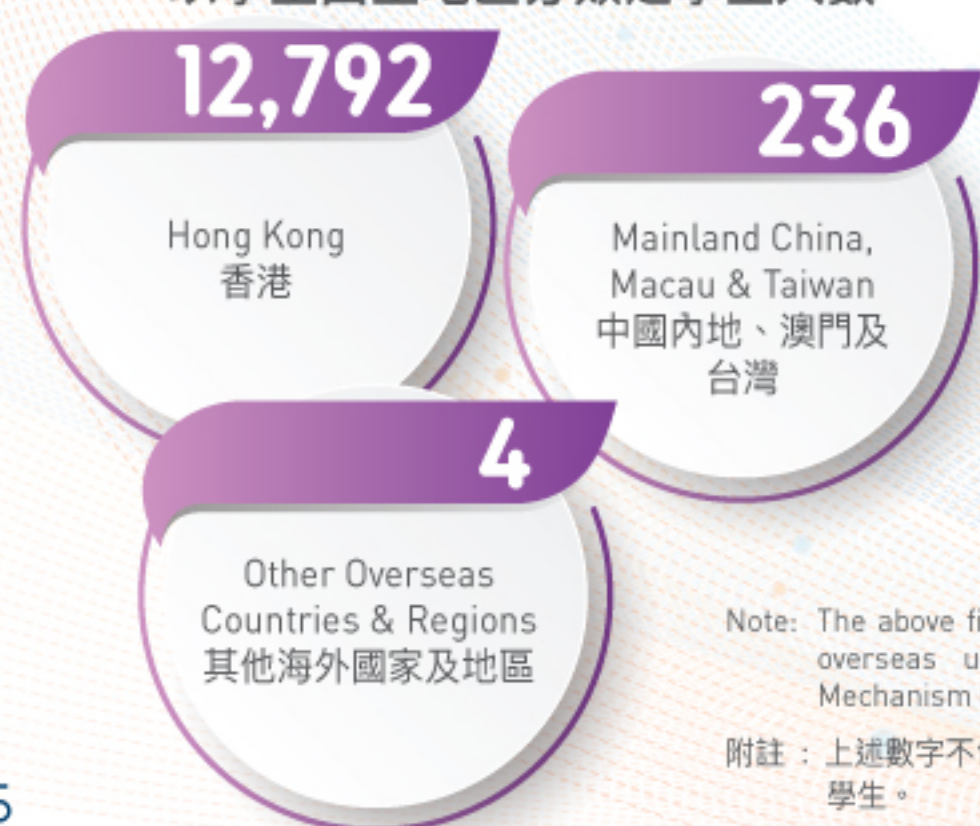 12,792
Hong Kong
香港
236
Mainland China,
Macau & Taiwan
中國內地、澳門及
台灣
4
Other Overseas
Countries & Regions
其他海外國家及地區
Note: The above
overseas
Mechanism
附註：上述數字不
學生。
5